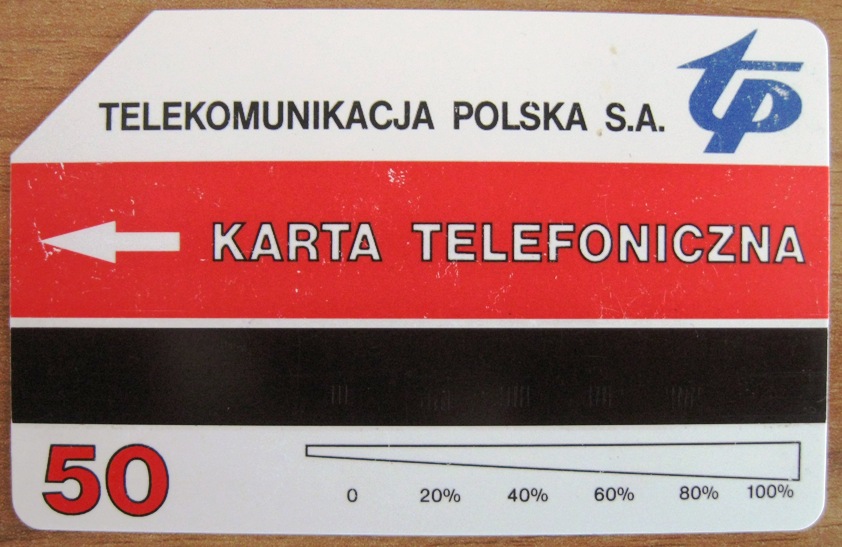 TELEKOMUNIKACJA POLSKA S.A.
TP
KARTA TELEFONICZNA
50
0 20% 40% 60% 80% 100%